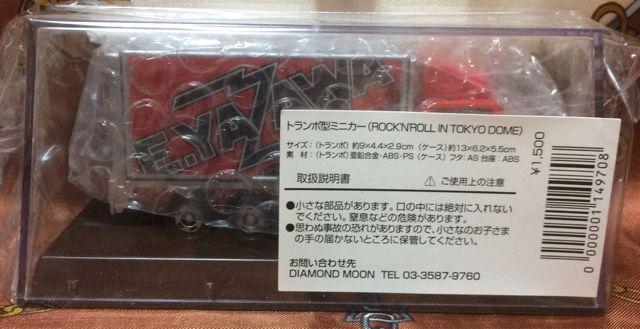 E.YAZAWA
トランポ型ミニカー(ROCK'N'ROLL IN TOKYO DOME)
サイズ:(トランポ)約9×4.4×2.9cm(ケース)約13×6.2×5.5cm
素 材:(トランポ)亜鉛合金・ABS・PS(ケース)フタ:AS 台座:ABS
取扱説明書 ⚠ ご使用上の注意
●小さな部品があります。口の中には絶対に入れない
でください。窒息などの危険があります。
●思わぬ事故の恐れがありますので、小さなお子さま
の手の届かないところに保管してください。
お問い合わせ先
DIAMOND MOON TEL 03-3587-9760
¥1,500
0 000001 149708